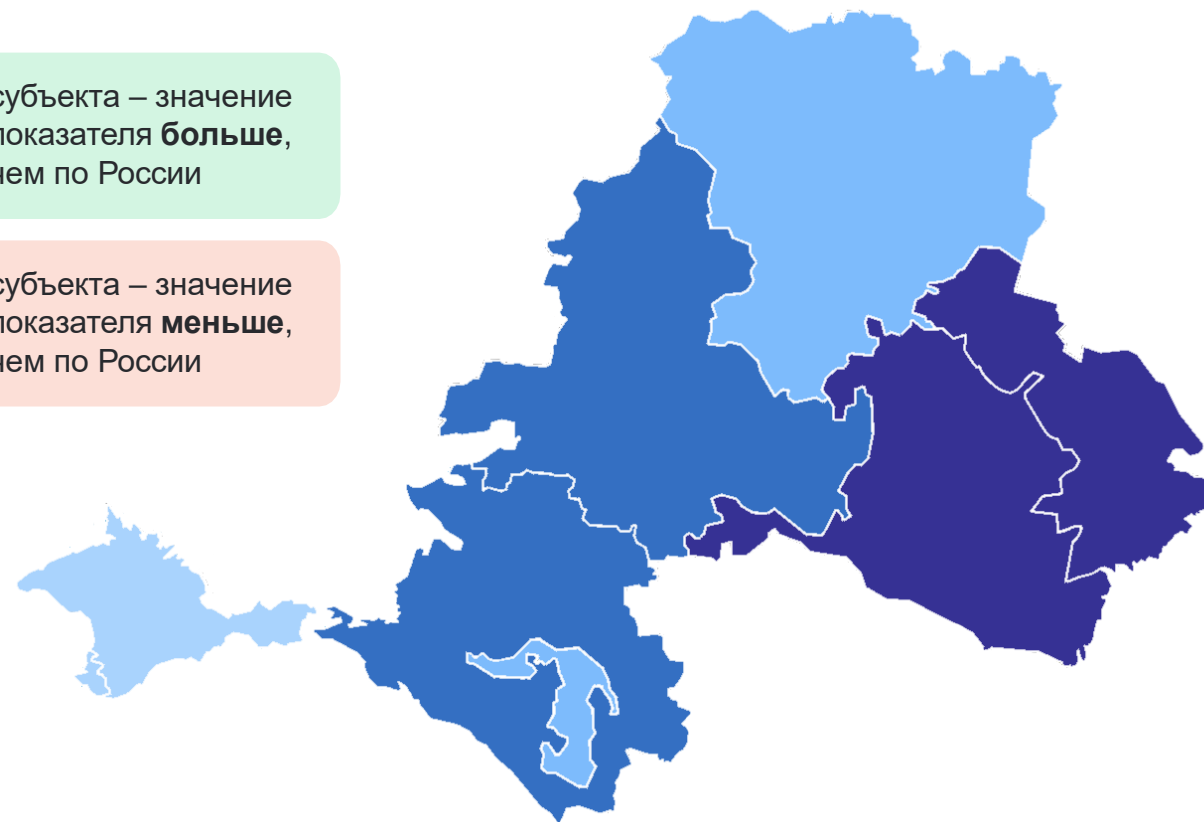 субъекта – значение
показателя больше,
чем по России
субъекта – значение
показателя меньше,
чем по России